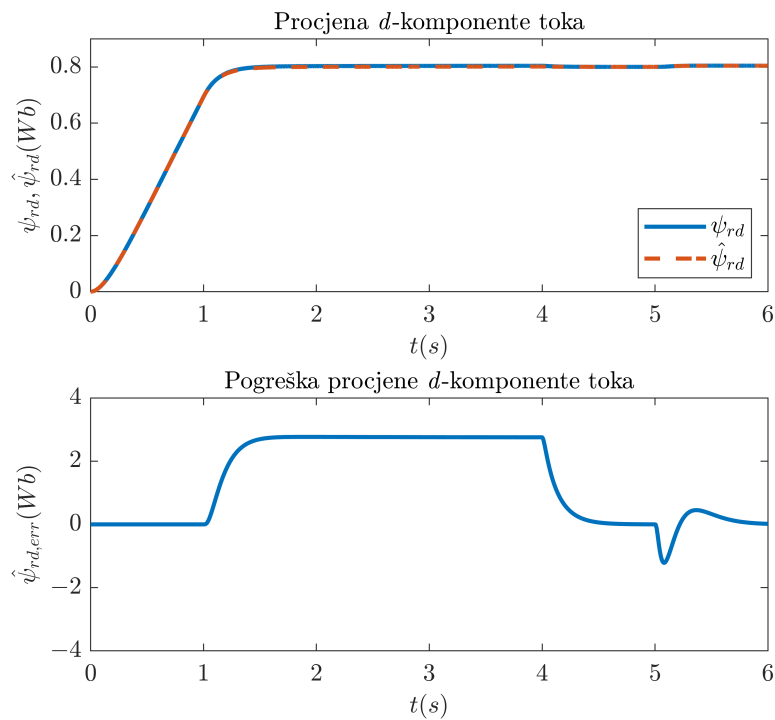 Procjena d-komponente toka
ψrd, ψ̂rd(Wb)
0.8
0.6
0.4
0.2
0
0 1 2 3 4 5 6
t(s)
ψrd
ψ̂rd
Pogreška procjene d-komponente toka
ψ̂rd,err(Wb)
4
2
0
−2
−4
0 1 2 3 4 5 6
t(s)